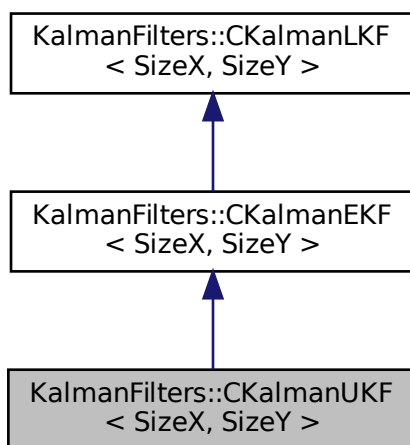 KalmanFilters::CKalmanLKF
< SizeX, SizeY >
KalmanFilters::CKalmanEKF
< SizeX, SizeY >
KalmanFilters::CKalmanUKF
< SizeX, SizeY >